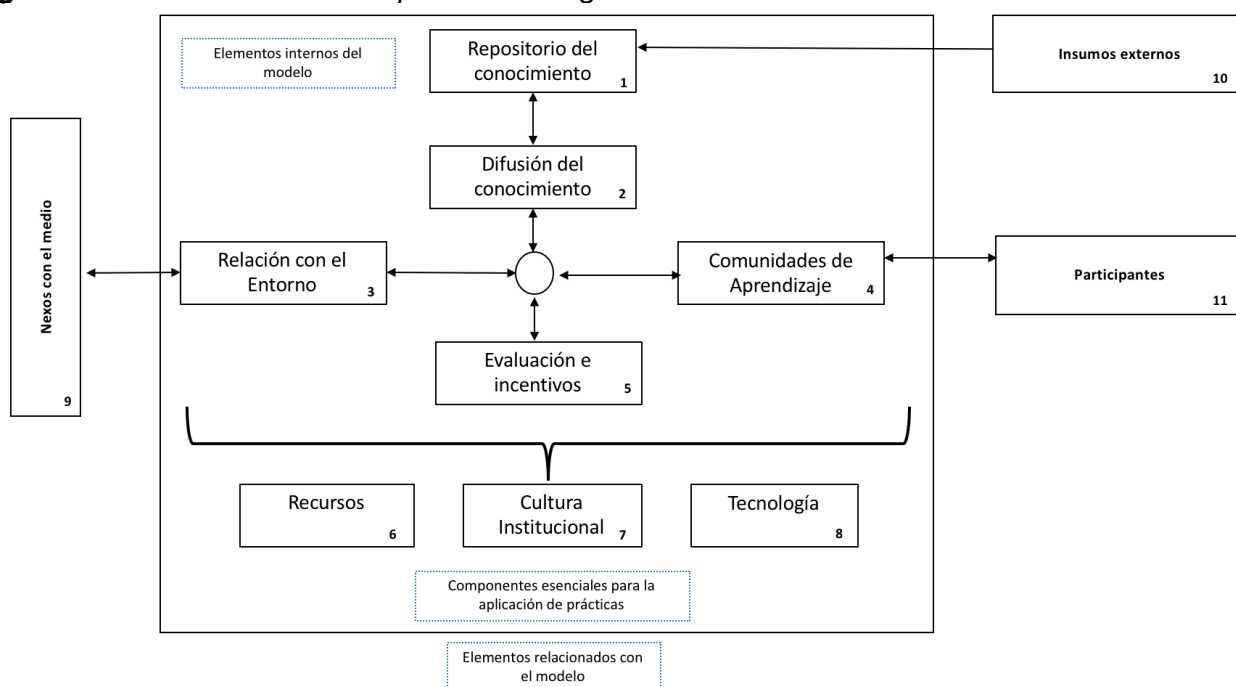 Elementos internos del
modelo
Repositorio del
conocimiento
1
Insumos externos
10
Difusión del
conocimiento
2
Nexos con el medio
9
Relación con el
Entorno
3
Comunidades de
Aprendizaje
4
Participantes
11
Evaluación e
incentivos
5
Recursos
6
Cultura
Institucional
7
Tecnología
8
Componentes esenciales para la
aplicación de prácticas
Elementos relacionados con
el modelo